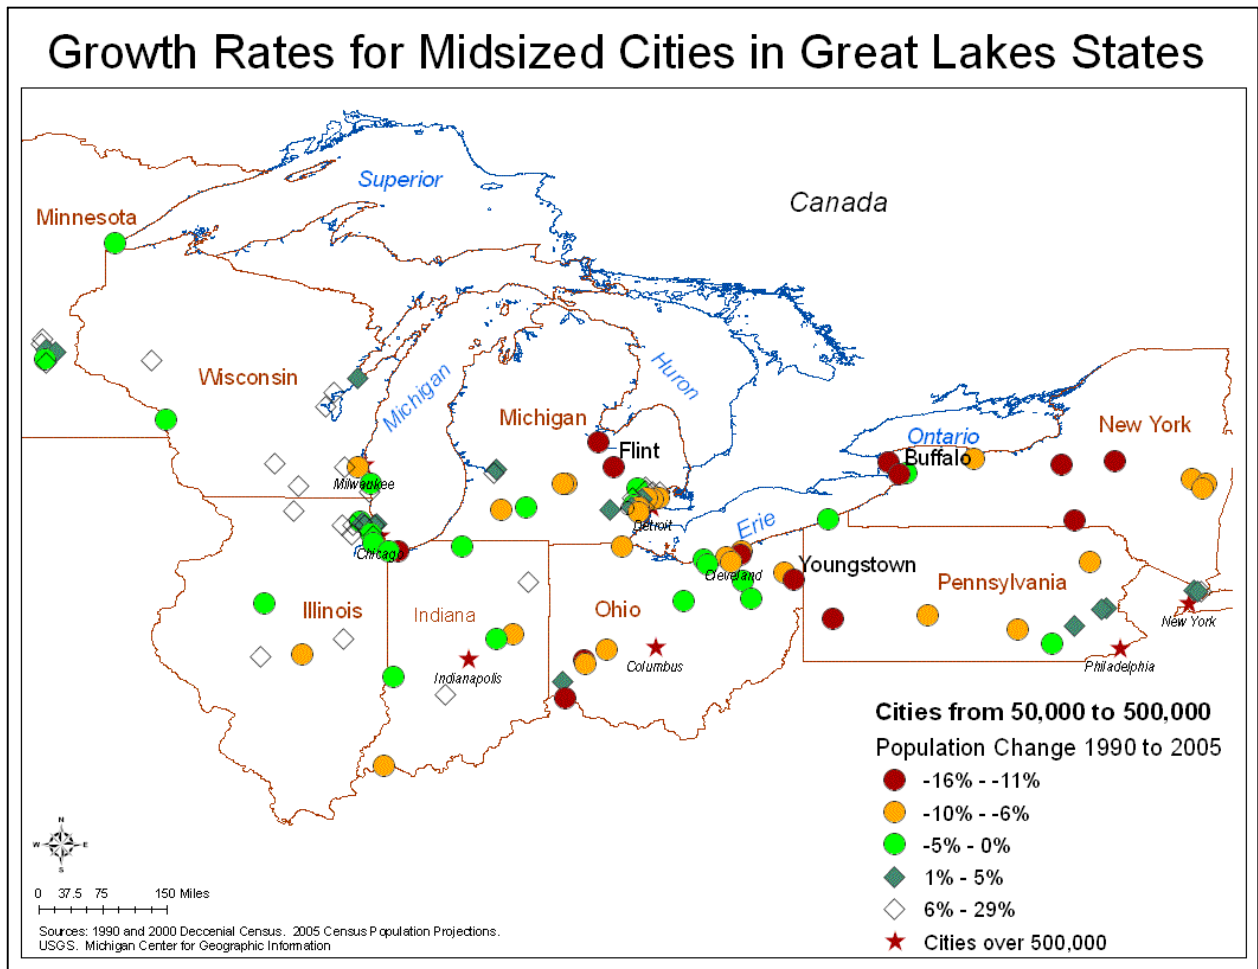 Growth Rates for Midsized Cities in Great Lakes States
Superior
Canada
Minnesota
Huron
Wisconsin
Michigan
Michigan
Ontario
New York
Flint
Buffalo
Milwaukee
Detroit
Erie
Chicago
Cleveland
Youngstown
Pennsylvania
Illinois
Indiana
Ohio
New York
Indianapolis
Columbus
Philadelphia
Cities from 50,000 to 500,000
Population Change 1990 to 2005
-16% - -11%
-10% - -6%
-5% - 0%
1% - 5%
6% - 29%
Cities over 500,000
N
W E
S
0 37.5 75 150 Miles
Sources: 1990 and 2000 Deccenial Census. 2005 Census Population Projections.
USGS. Michigan Center for Geographic Information